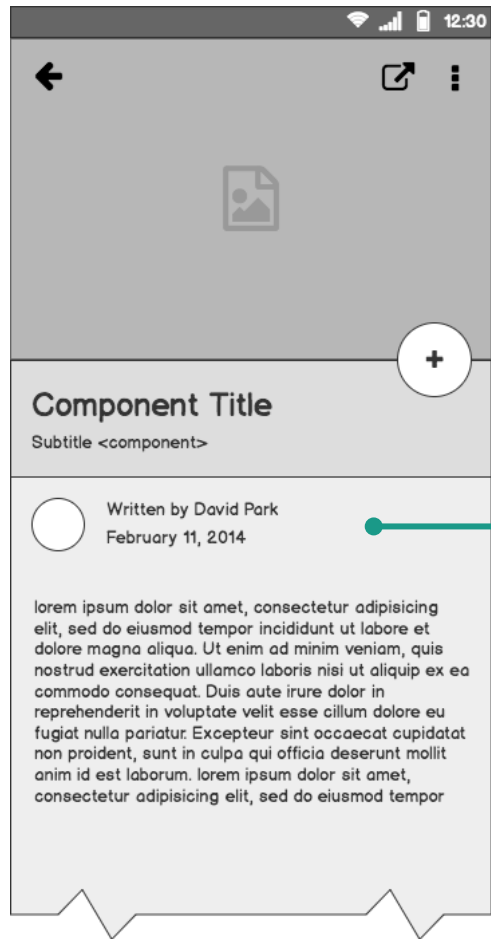 12:30
Component Title
Subtitle <component>
Written by David Park
February 11, 2014
lorem ipsum dolor sit amet, consectetur adipisicing
elit, sed do eiusmod tempor incididunt ut labore et
dolore magna aliqua. Ut enim ad minim veniam, quis
nostrud exercitation ullamco laboris nisi ut aliquip ex ea
commodo consequat. Duis aute irure dolor in
reprehenderit in voluptate velit esse cillum dolore eu
fugiat nulla pariatur. Excepteur sint occaecat cupidatat
non proident, sunt in culpa qui officia deserunt mollit
anim id est laborum. lorem ipsum dolor sit amet,
consectetur adipisicing elit, sed do eiusmod tempor